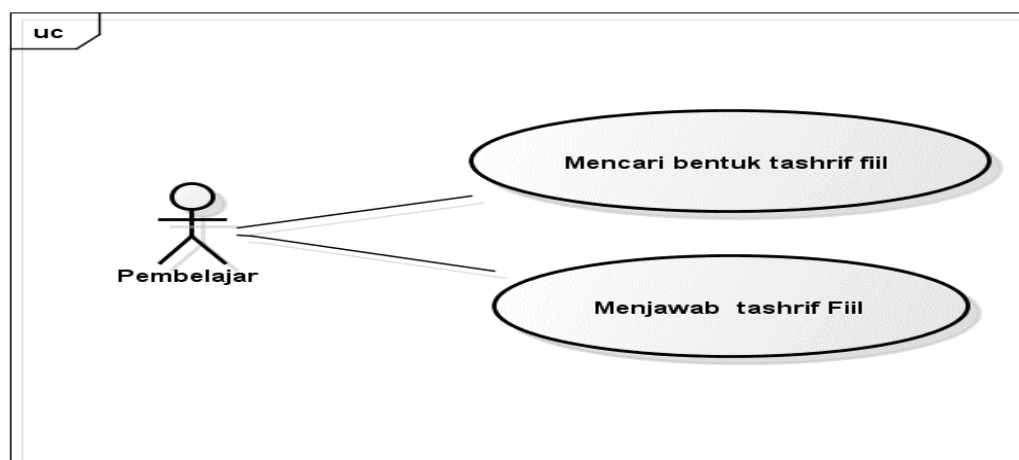 uc
Mencari bentuk tashrif fiil
Pembelajar
Menjawab tashrif Fiil